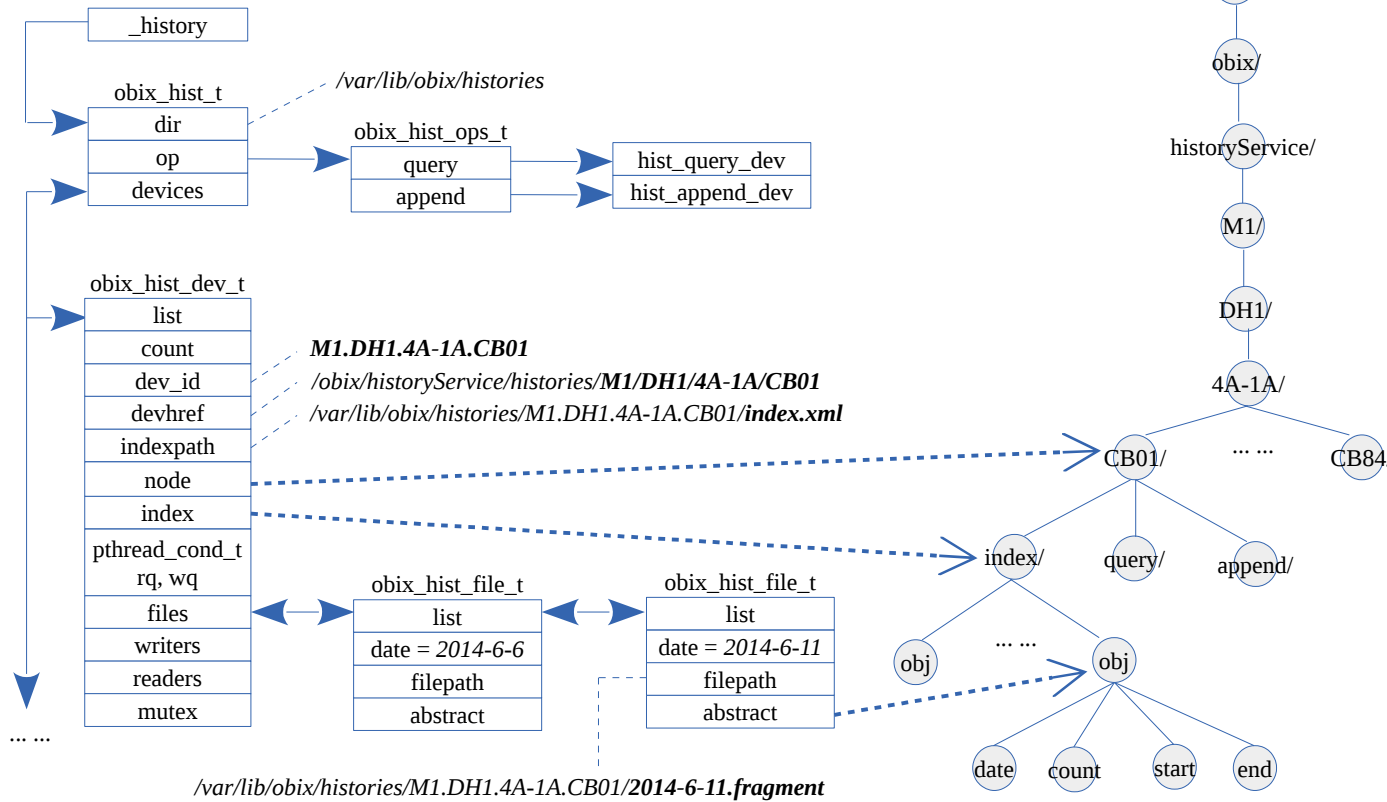 _history
obix_hist_t
dir
op
devices
/var/lib/obix/histories
obix_hist_ops_t
query
append
hist_query_dev
hist_append_dev
obix_hist_dev_t
list
count
dev_id
devhref
indexpath
node
index
pthread_cond_t
rq, wq
files
writers
readers
mutex
... ...
M1.DH1.4A-1A.CB01
/obix/historyService/histories/M1/DH1/4A-1A/CB01
/var/lib/obix/histories/M1.DH1.4A-1A.CB01/index.xml
obix_hist_file_t
list
date = 2014-6-6
filepath
abstract
obix_hist_file_t
list
date = 2014-6-11
filepath
abstract
/var/lib/obix/histories/M1.DH1.4A-1A.CB01/2014-6-11.fragment
obix/
historyService/
M1/
DH1/
4A-1A/
CB01/
... ...
CB84
index/
query/
append/
obj
... ...
obj
date
count
start
end